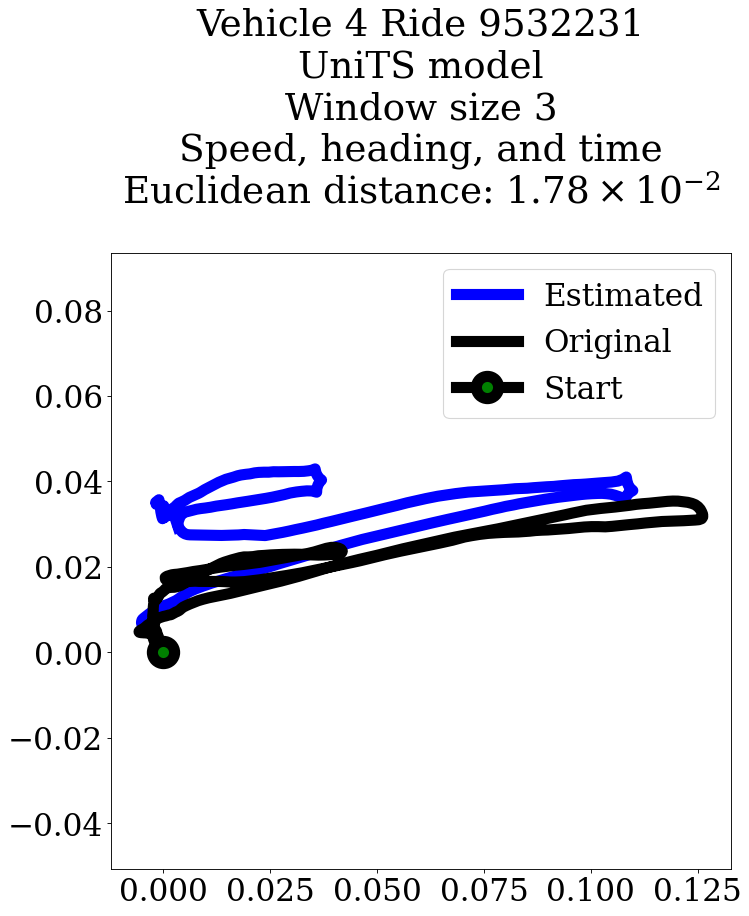 Vehicle 4 Ride 9532231
UniTS model
Window size 3
Speed, heading, and time
Euclidean distance: 1.78 × 10⁻²
Estimated
Original
Start
0.08
0.06
0.04
0.02
0.00
−0.02
−0.04
0.000 0.025 0.050 0.075 0.100 0.125